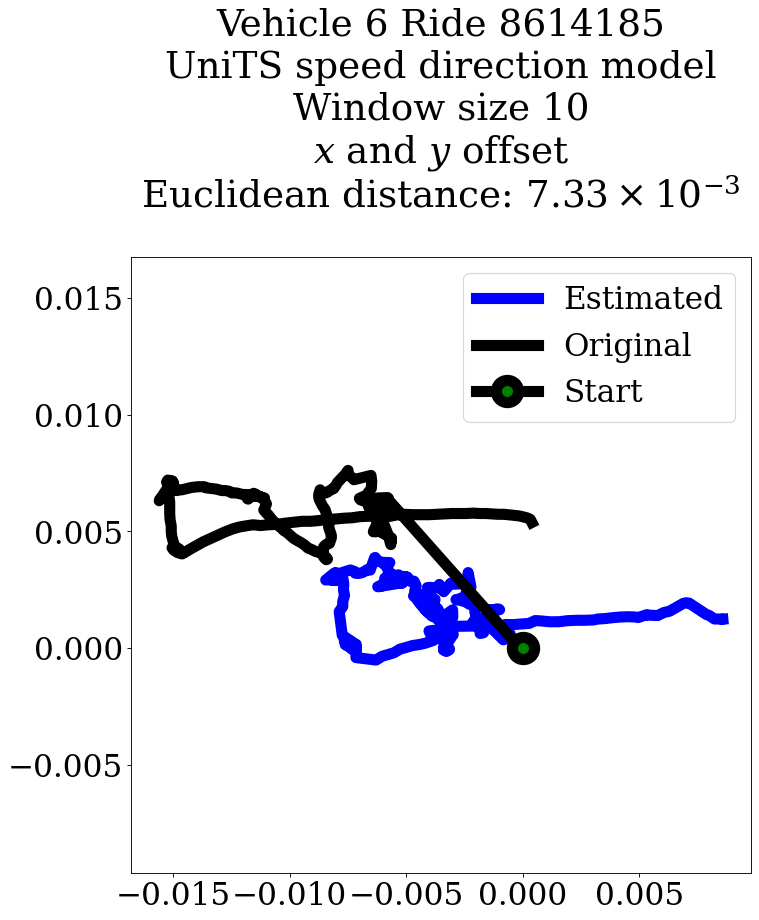 Vehicle 6 Ride 8614185
UniTS speed direction model
Window size 10
x and y offset
Euclidean distance: 7.33 × 10⁻³
Estimated
Original
Start
0.015
0.010
0.005
0.000
−0.005
−0.015
−0.010
−0.005
0.000
0.005